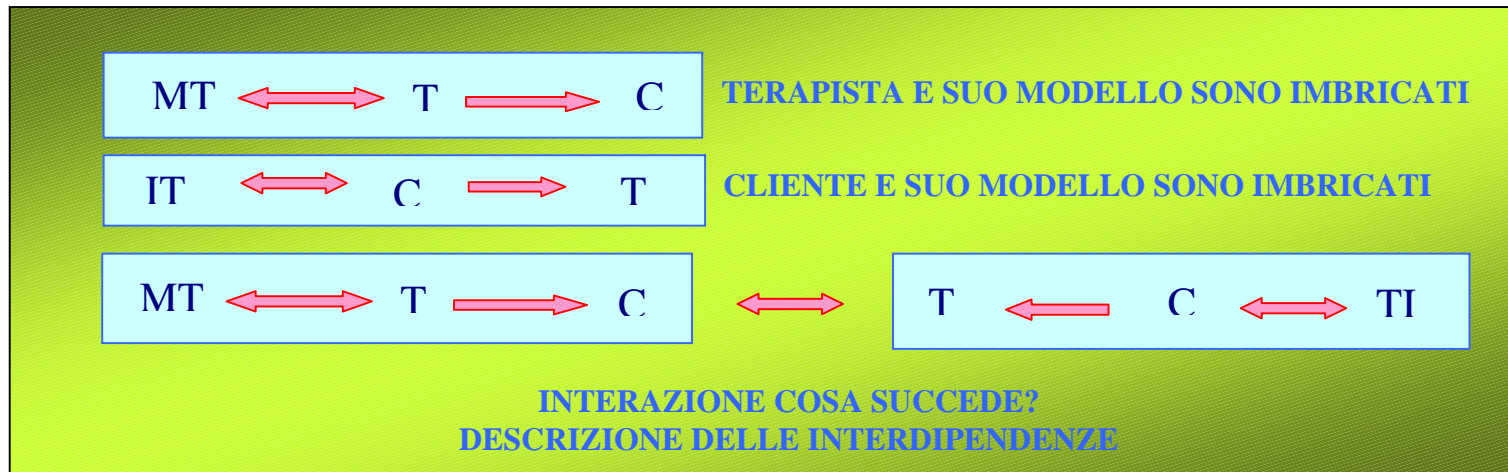 MT T C TERAPISTA E SUO MODELLO SONO IMBRICATI
IT C T CLIENTE E SUO MODELLO SONO IMBRICATI
MT T C T C TI
INTERAZIONE COSA SUCCEDE?
DESCRIZIONE DELLE INTERDIPENDENZE